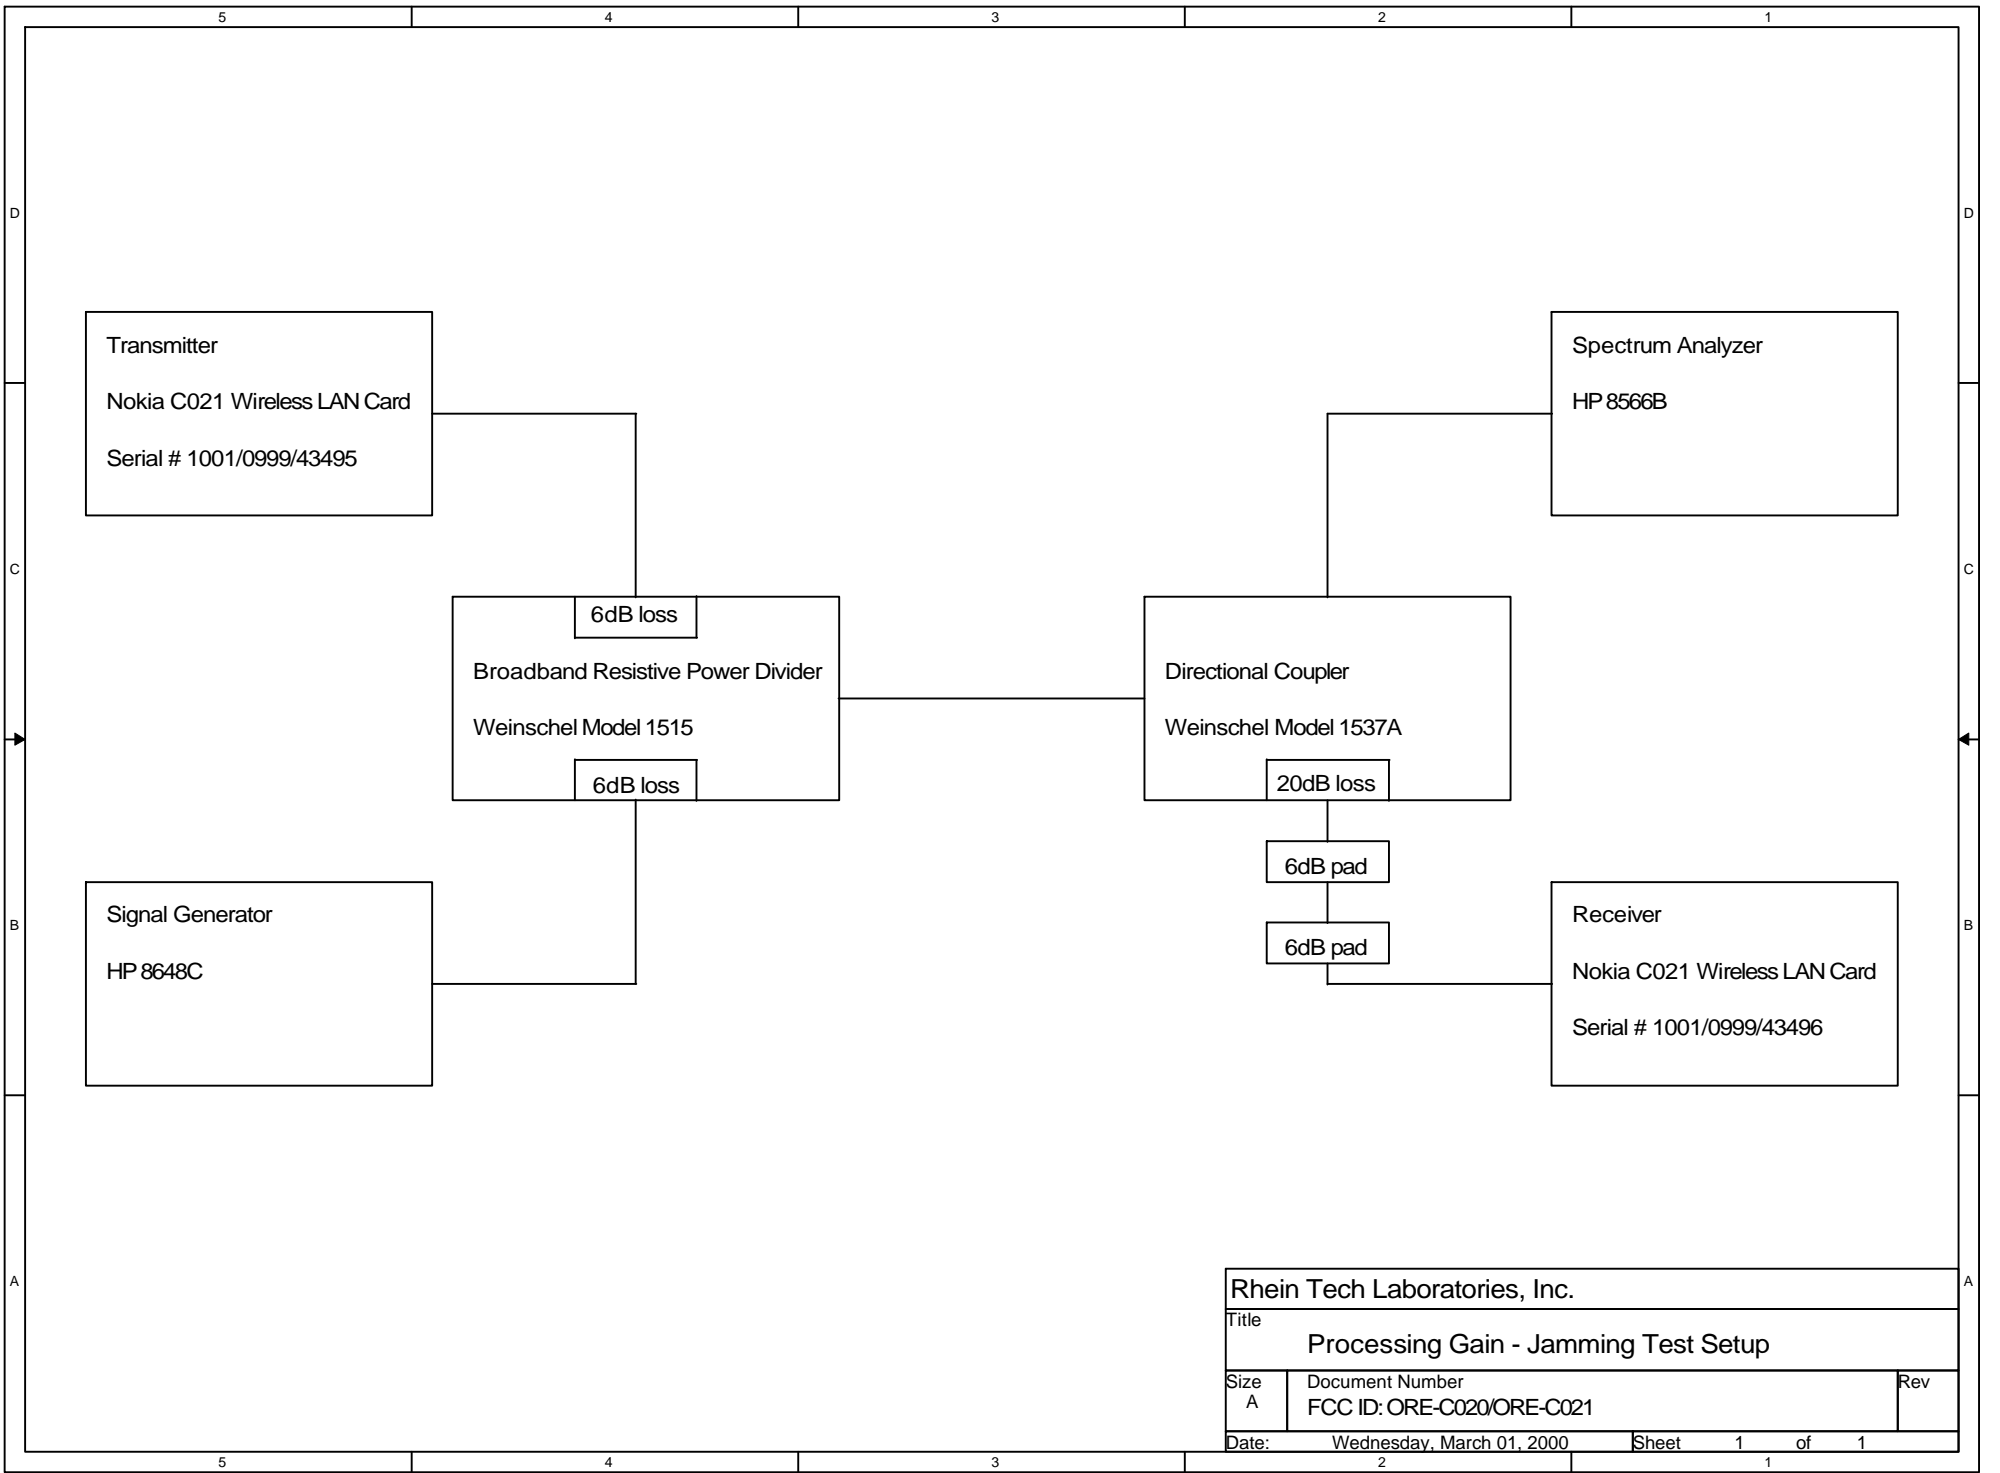 5 4 3 2 1
D D
Transmitter
Nokia C021 Wireless LAN Card
Serial # 1001/0999/43495
Spectrum Analyzer
HP 8566B
C C
6dB loss
Broadband Resistive Power Divider
Weinschel Model 1515
6dB loss
Directional Coupler
Weinschel Model 1537A
20dB loss
6dB pad
6dB pad
B B
Signal Generator
HP 8648C
Receiver
Nokia C021 Wireless LAN Card
Serial # 1001/0999/43496
A A
Rhein Tech Laboratories, Inc.
Title
Processing Gain - Jamming Test Setup
Size
A
Document Number
FCC ID: ORE-C020/ORE-C021
Rev
Date: Wednesday, March 01, 2000 Sheet 1 of 1
5 4 3 2 1